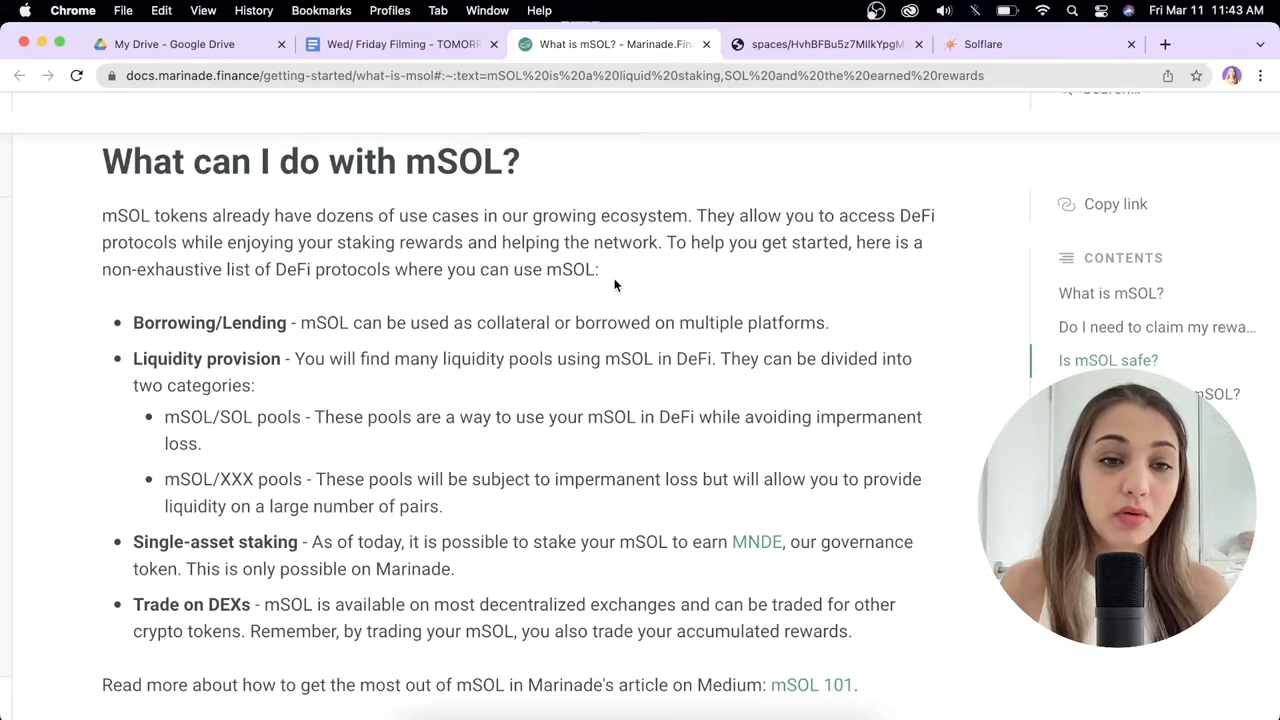 Chrome File Edit View History Bookmarks Profiles Tab Window Help Fri Mar 11 11:43 AM
My Drive - Google Drive Wed/ Friday Filming - TOMORR What is mSOL? - Marinade.Fin spaces/HvhBFBu5z7MIlkYpgM Solflare
docs.marinade.finance/getting-started/what-is-msol#:~:text=mSOL%20is%20a%20liquid%20staking,SOL%20and%20the%20earned%20rewards
What can I do with mSOL?
mSOL tokens already have dozens of use cases in our growing ecosystem. They allow you to access DeFi
protocols while enjoying your staking rewards and helping the network. To help you get started, here is a
non-exhaustive list of DeFi protocols where you can use mSOL:
• Borrowing/Lending - mSOL can be used as collateral or borrowed on multiple platforms.
• Liquidity provision - You will find many liquidity pools using mSOL in DeFi. They can be divided into
two categories:
• mSOL/SOL pools - These pools are a way to use your mSOL in DeFi while avoiding impermanent
loss.
• mSOL/XXX pools - These pools will be subject to impermanent loss but will allow you to provide
liquidity on a large number of pairs.
• Single-asset staking - As of today, it is possible to stake your mSOL to earn MNDE, our governance
token. This is only possible on Marinade.
• Trade on DEXs - mSOL is available on most decentralized exchanges and can be traded for other
crypto tokens. Remember, by trading your mSOL, you also trade your accumulated rewards.
Read more about how to get the most out of mSOL in Marinade's article on Medium: mSOL 101.
Copy link
CONTENTS
What is mSOL?
Do I need to claim my rewa...
Is mSOL safe?
mSOL?